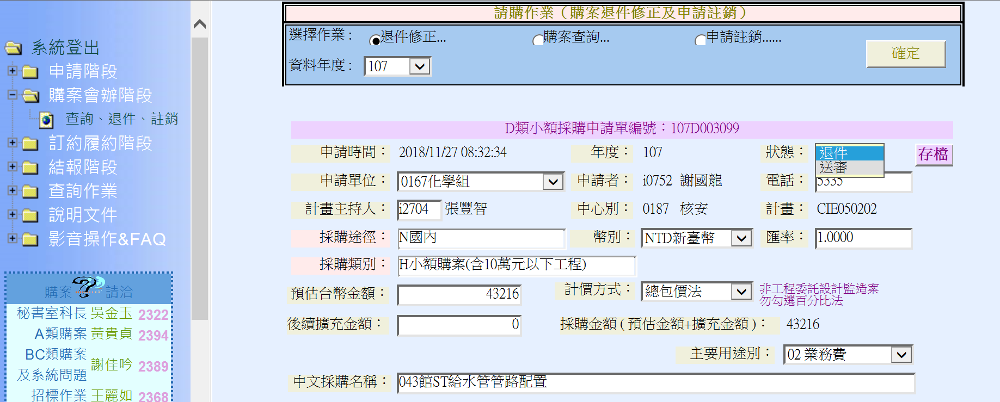 系統登出
申請階段
購案會辦階段
查詢、退件、註銷
訂約履約階段
結報階段
查詢作業
說明文件
影音操作&FAQ
購案 ? 請洽
秘書室科長 吳金玉 2322
A類購案 黃貴貞 2394
BC類購案
及系統問題 謝佳吟 2389
招標作業 王麗如 2368
請購作業（購案退件修正及申請註銷）
選擇作業： 退件修正... 購案查詢... 申請註銷......
資料年度： 107
確定
D類小額採購申請單編號：107D003099
申請時間： 2018/11/27 08:32:34 年度： 107 狀態： 退件 存檔
送審
申請單位： 0167化學組 申請者： i0752 謝國龍 電話： 5335
計畫主持人： i2704 張豐智 中心別： 0187 核安 計畫： CIE050202
採購途徑： N國內 幣別： NTD新臺幣 匯率： 1.0000
採購類別： H小額購案(含10萬元以下工程)
預估台幣金額： 43216 計價方式： 總包價法 非工程委託設計監造案
勿勾選百分比法
後續擴充金額： 0 採購金額 ( 預估金額+擴充金額 )： 43216
主要用途別： 02 業務費
中文採購名稱： 043館ST給水管管路配置